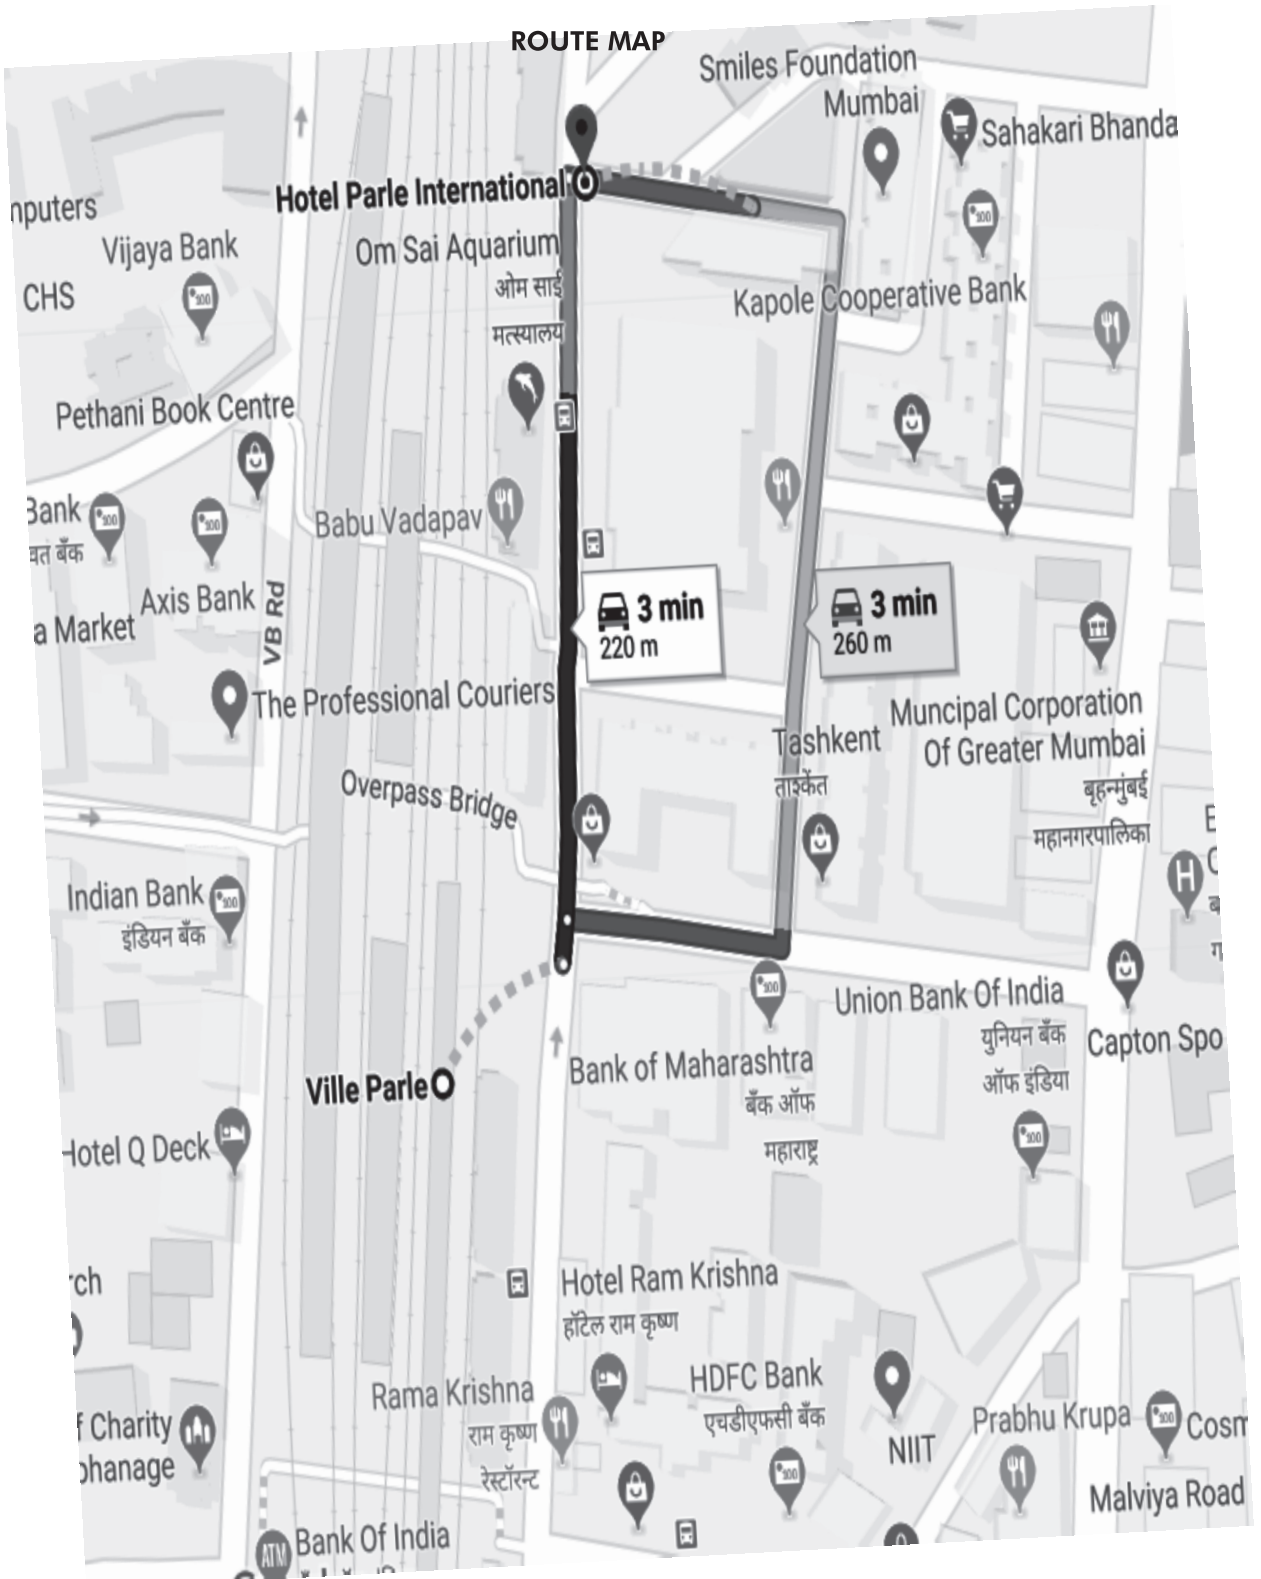 ROUTE MAP
Smiles Foundation
Mumbai
Sahakari Bhanda
Hotel Parle International
nputers
Vijaya Bank
Om Sai Aquarium
ओम साई
मत्स्यालय
CHS
Kapole Cooperative Bank
Pethani Book Centre
Bank
Babu Vadapav
बँक
Axis Bank
a Market
VB Rd
3 min
220 m
3 min
260 m
The Professional Couriers
Muncipal Corporation
Of Greater Mumbai
बृहन्मुंबई
महानगरपालिका
Tashkent
ताश्केंत
Overpass Bridge
H
Indian Bank
इंडियन बँक
Union Bank Of India
युनियन बँक
ऑफ इंडिया
Capton Spo
Bank of Maharashtra
बँक ऑफ
महाराष्ट्र
Ville Parle
Hotel Q Deck
rch
Hotel Ram Krishna
हॉटेल राम कृष्ण
HDFC Bank
एचडीएफसी बँक
Rama Krishna
राम कृष्ण
रेस्टॉरन्ट
f Charity
phanage
NIIT
Prabhu Krupa
Cosm
Malviya Road
ATM
Bank Of India